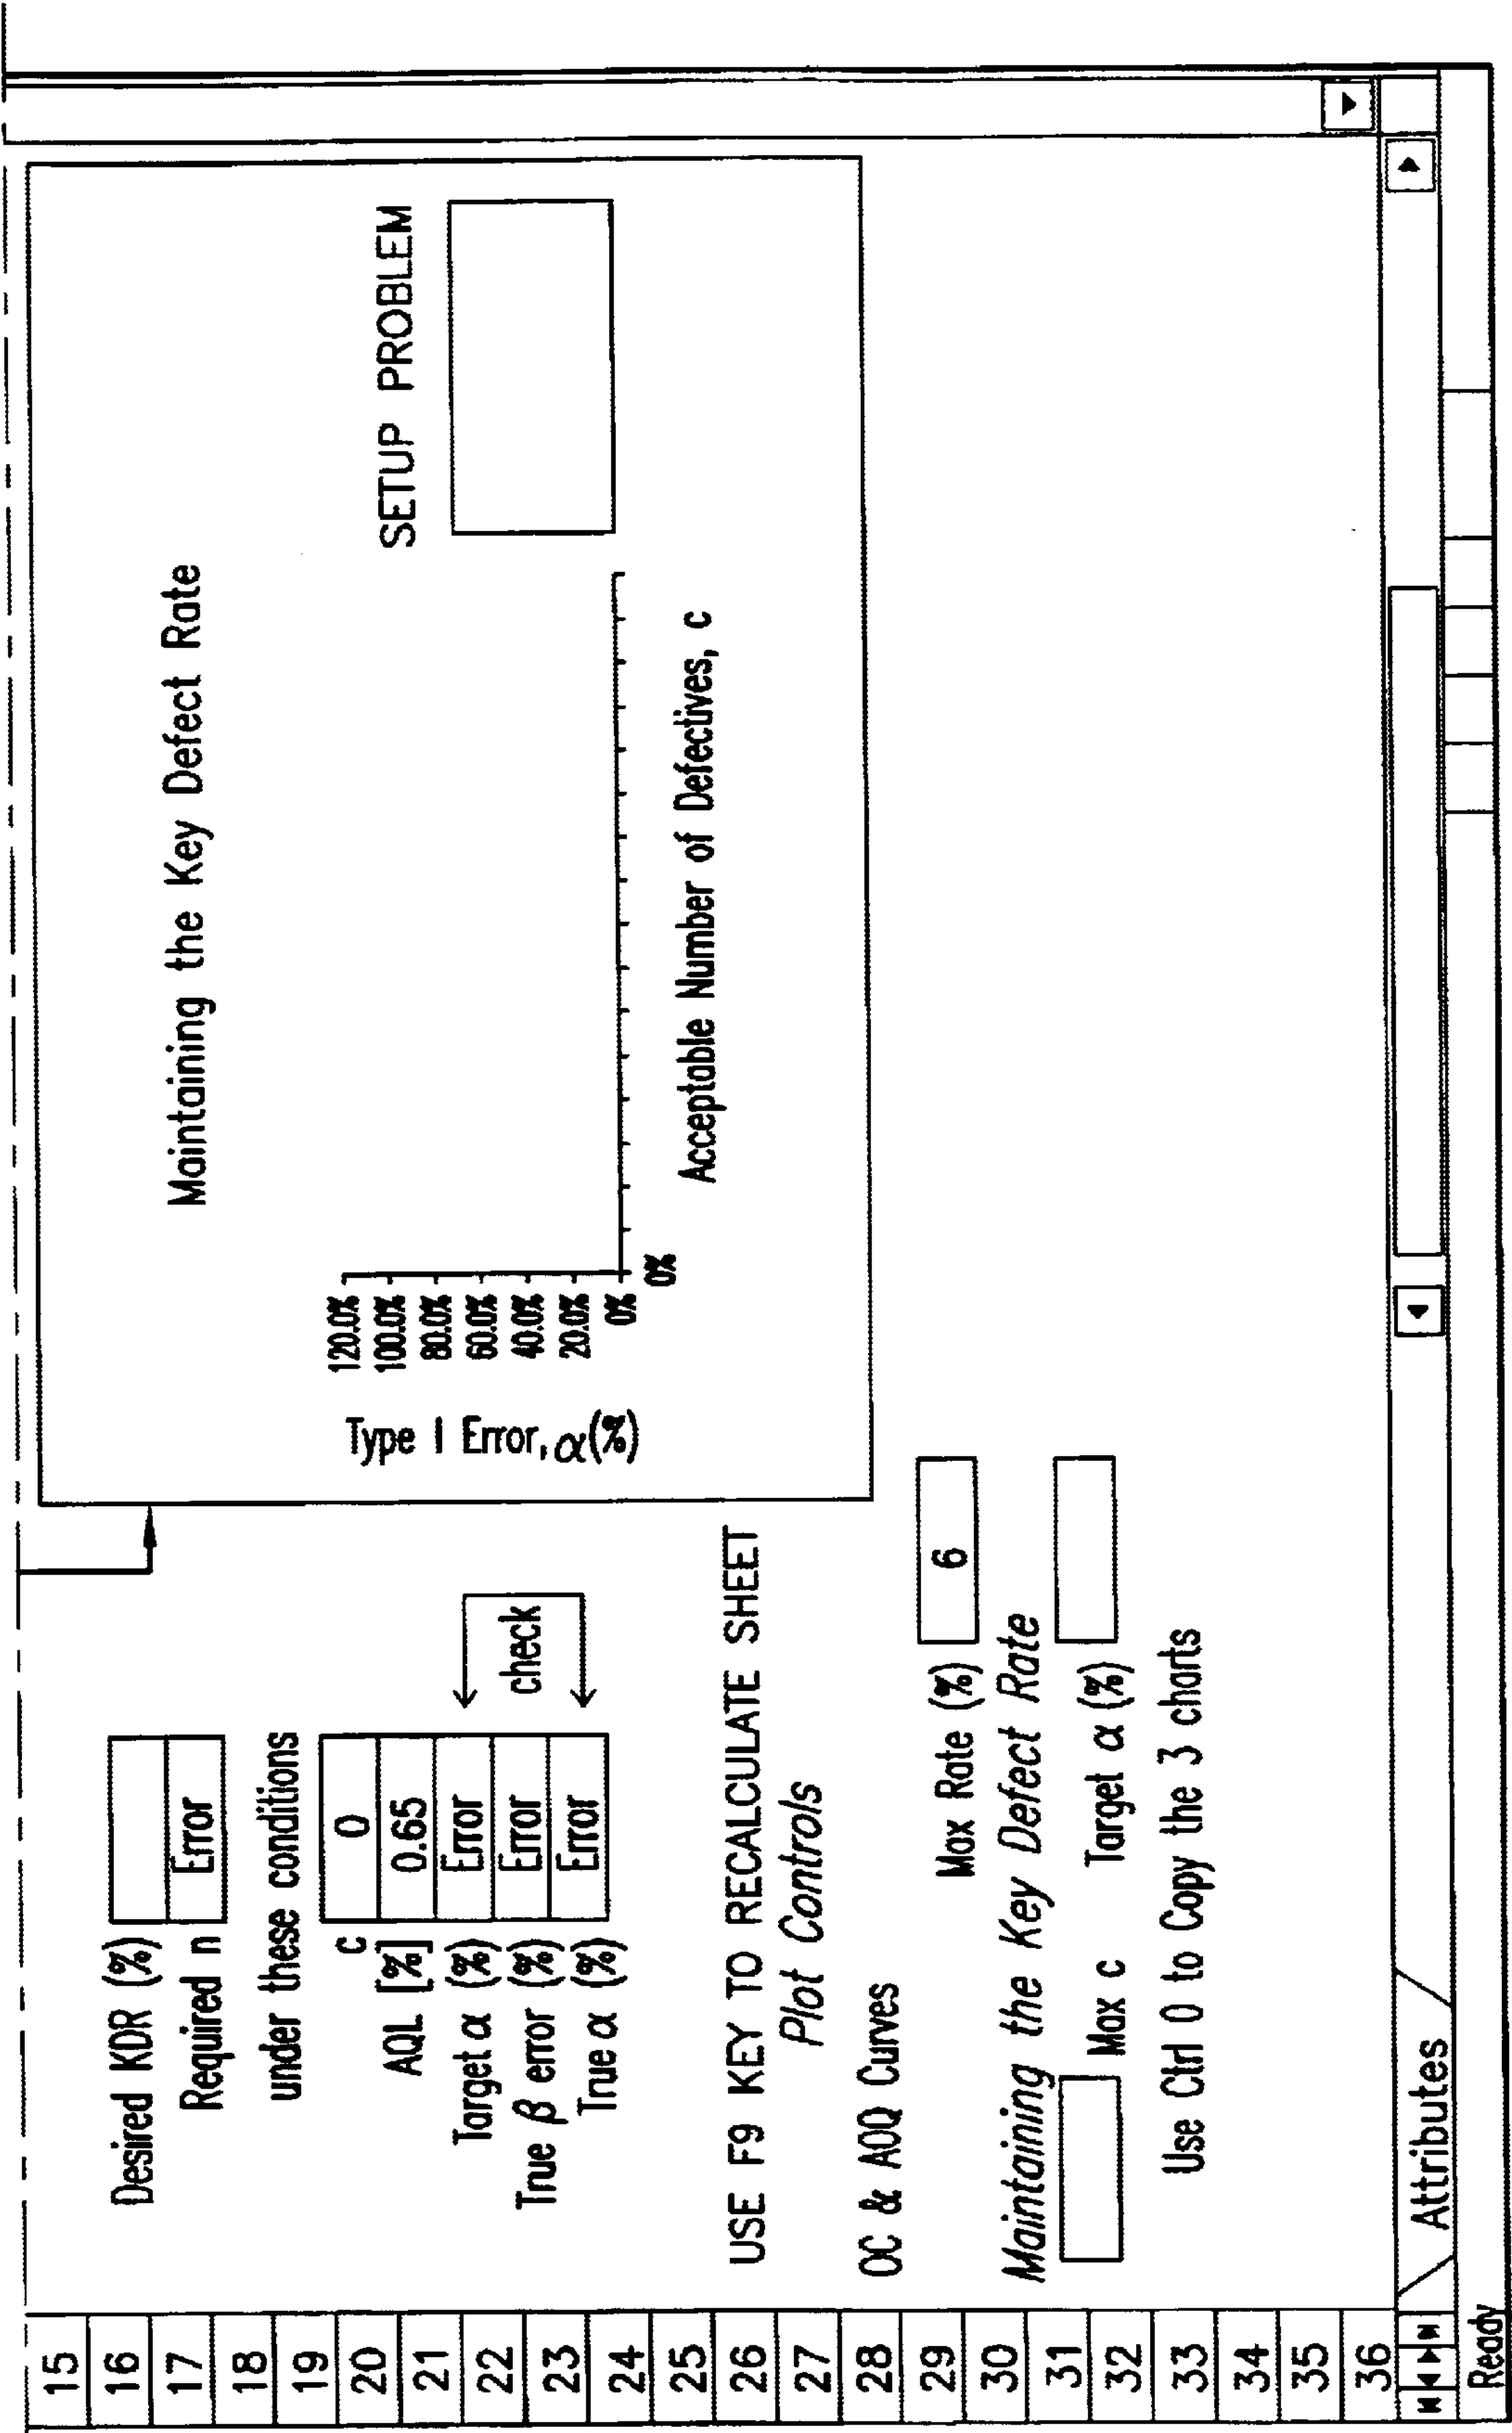 15
16
17
18
19
20
21
22
23
24
25
26
27
28
29
30
31
32
33
34
35
36
Desired KDR (%)
Required n Error
under these conditions
c 0
AQL [%] 0.65
Target α (%) Error
True β error (%) Error
True α (%) Error
check
USE F9 KEY TO RECALCULATE SHEET
Plot Controls
OC & AOQ Curves
Max Rate (%) 6
Maintaining the Key Defect Rate
Max c Target α (%)
Use Ctrl 0 to Copy the 3 charts
Maintaining the Key Defect Rate
Type I Error, α(%)
120.0%
100.0%
80.0%
60.0%
40.0%
20.0%
0%
0%
Acceptable Number of Defectives, c
SETUP PROBLEM
Attributes
Ready